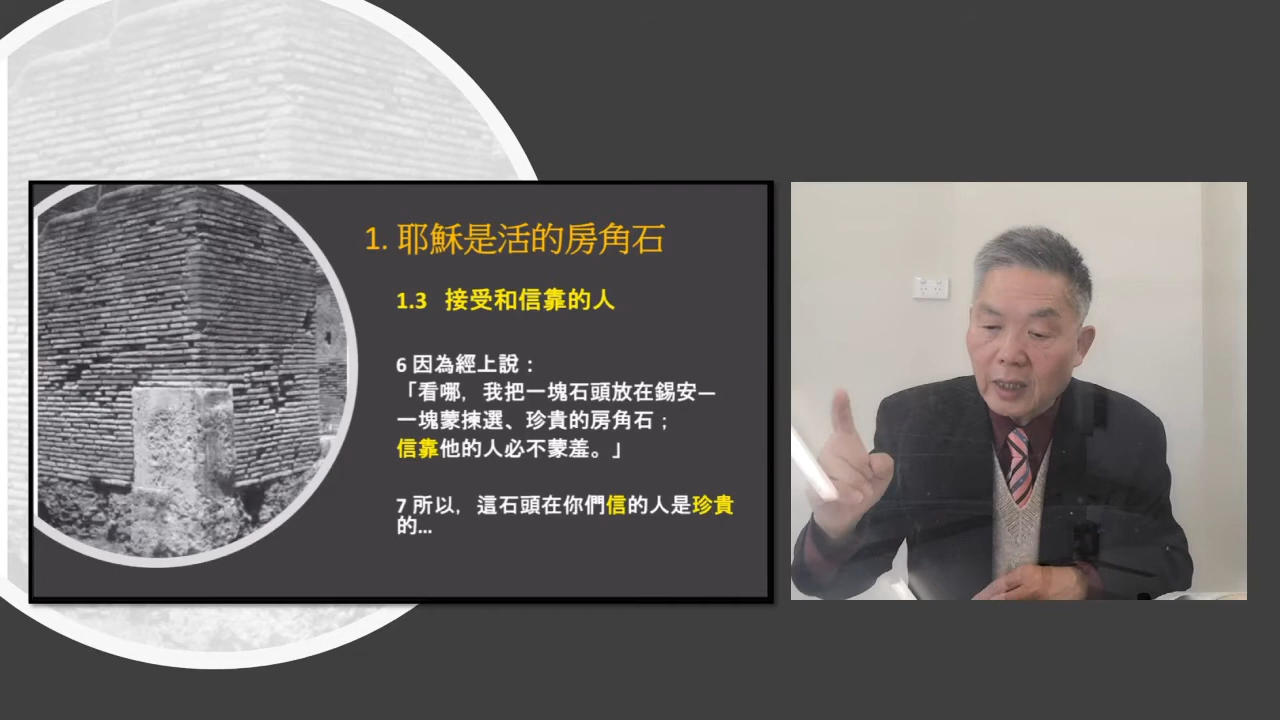 1. 耶穌是活的房角石
1.3 接受和信靠的人
6 因為經上說：
「看哪，我把一塊石頭放在錫安—
一塊蒙揀選、珍貴的房角石；
信靠他的人必不蒙羞。」
7 所以，這石頭在你們信的人是珍貴
的...